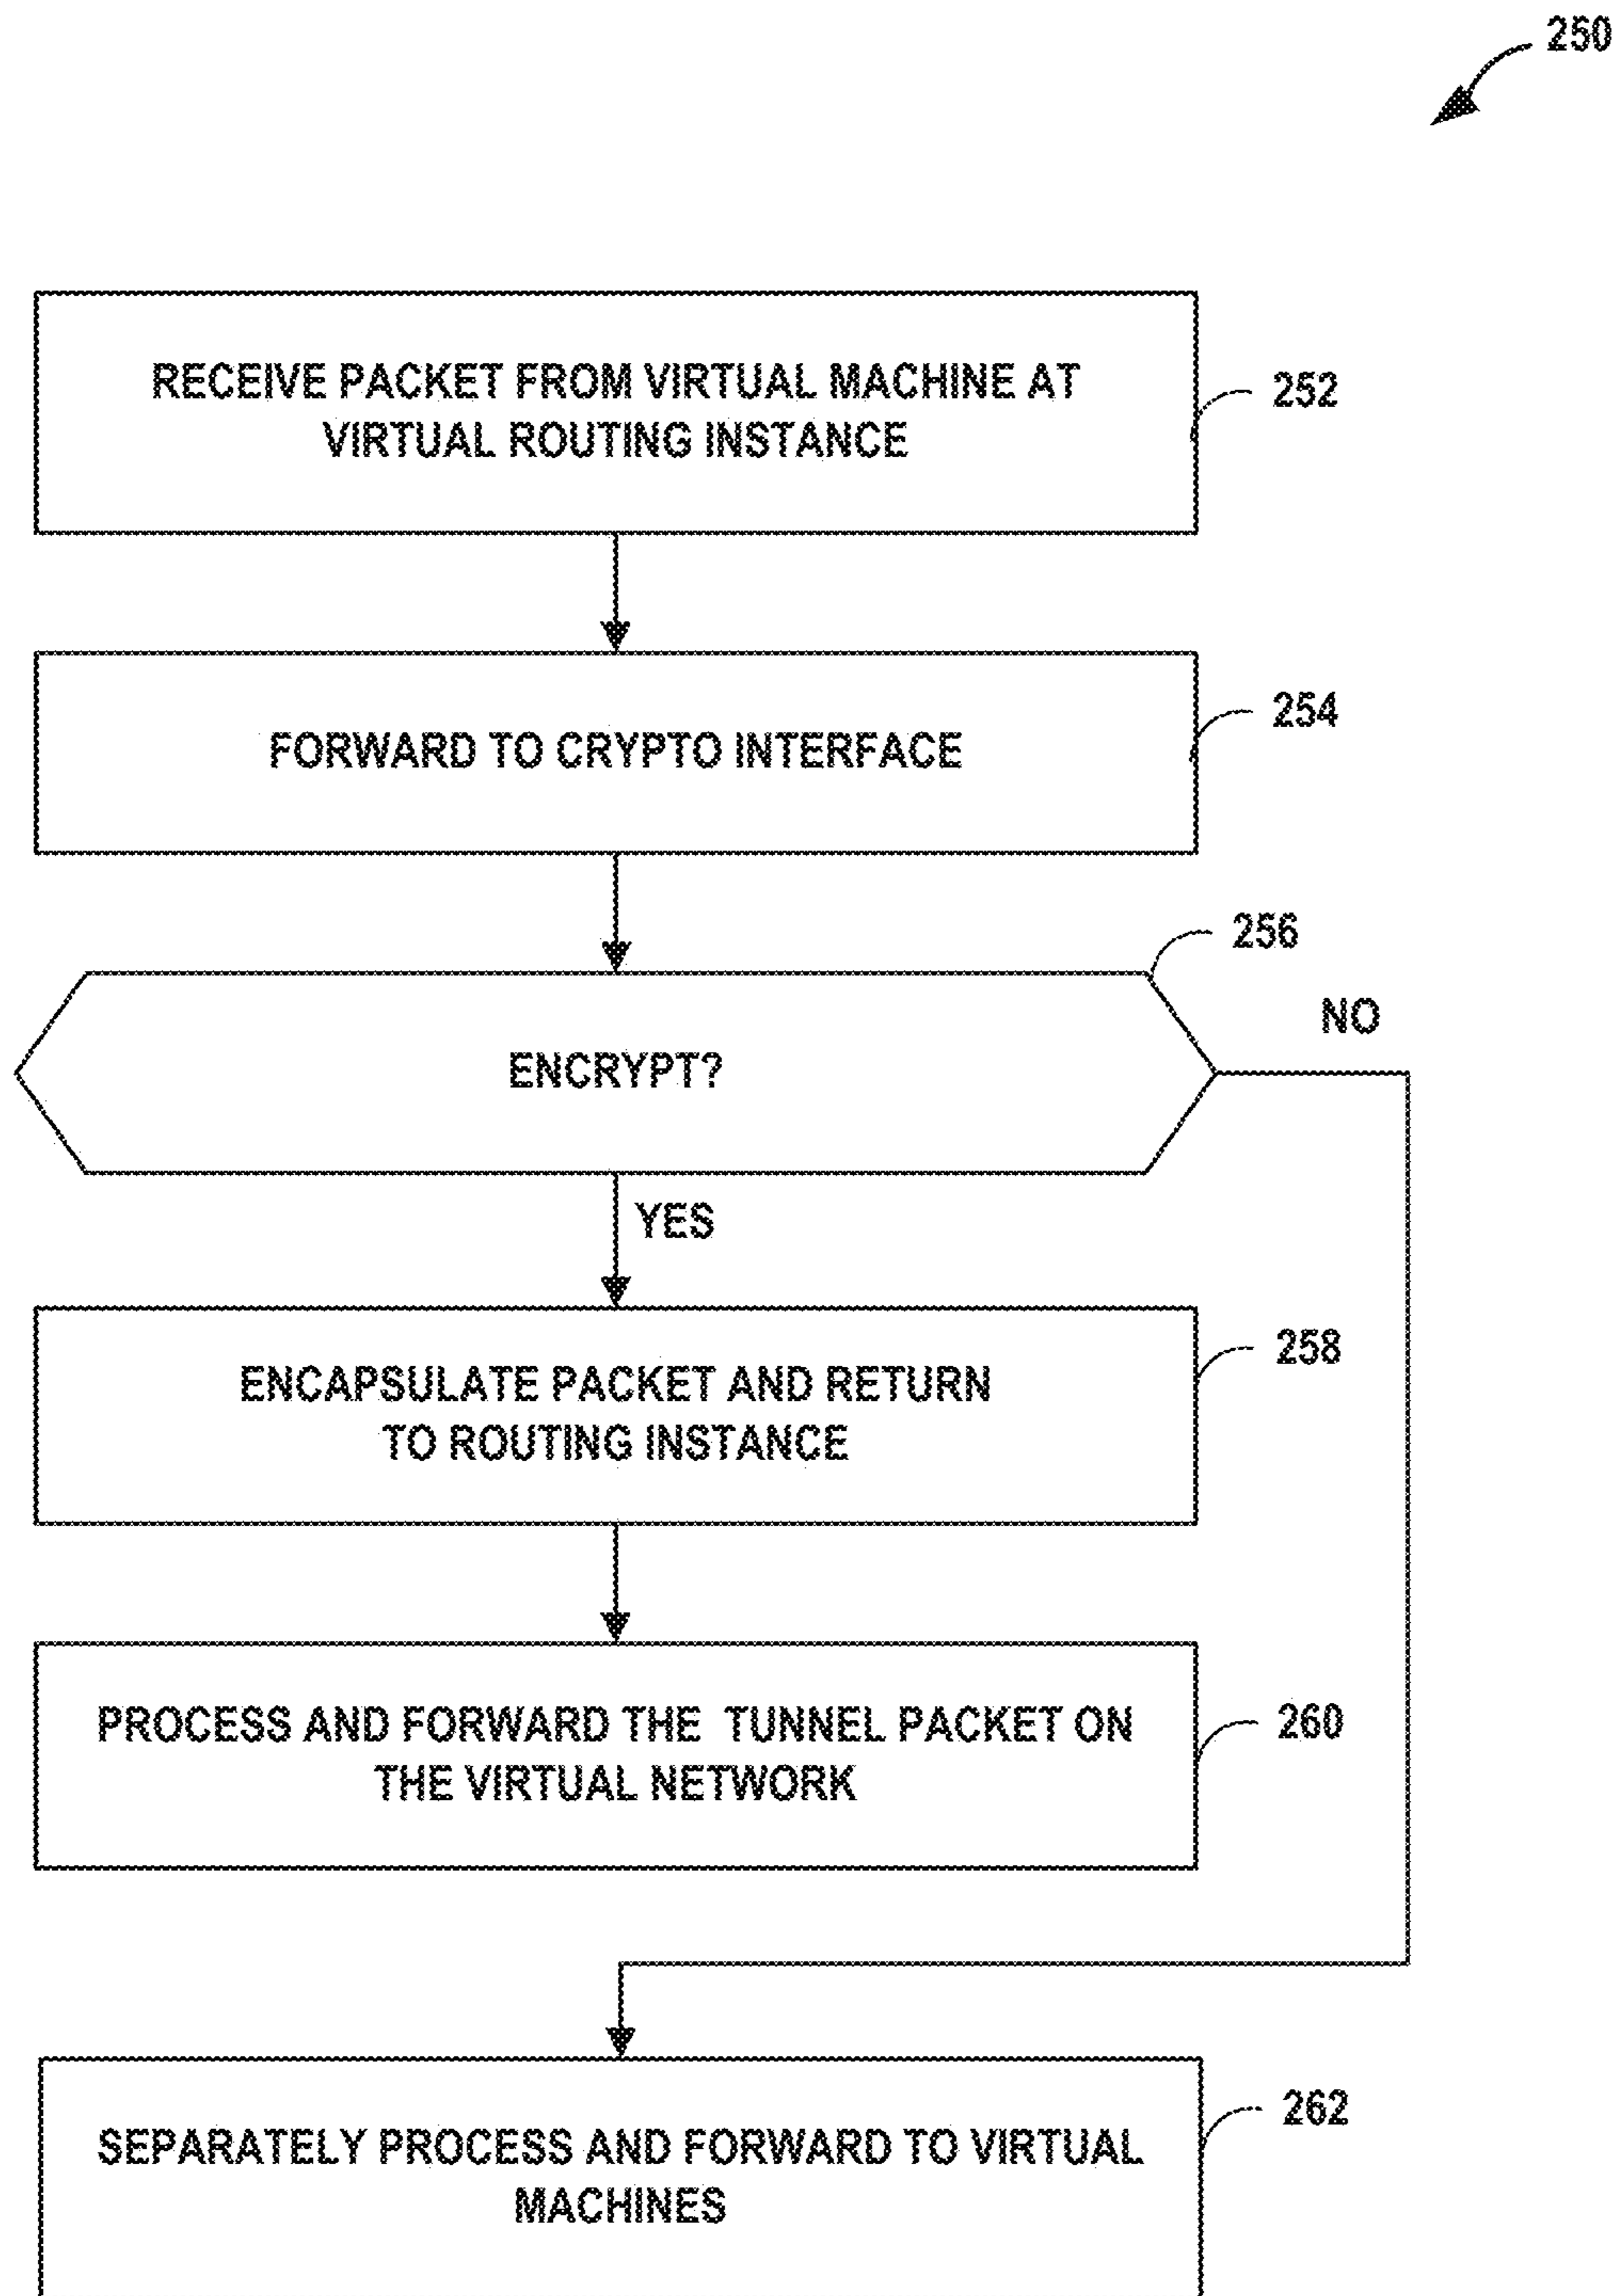 250
RECEIVE PACKET FROM VIRTUAL MACHINE AT
VIRTUAL ROUTING INSTANCE
252
FORWARD TO CRYPTO INTERFACE
254
256
NO
ENCRYPT?
YES
ENCAPSULATE PACKET AND RETURN
TO ROUTING INSTANCE
258
PROCESS AND FORWARD THE TUNNEL PACKET ON
THE VIRTUAL NETWORK
260
SEPARATELY PROCESS AND FORWARD TO VIRTUAL
MACHINES
262